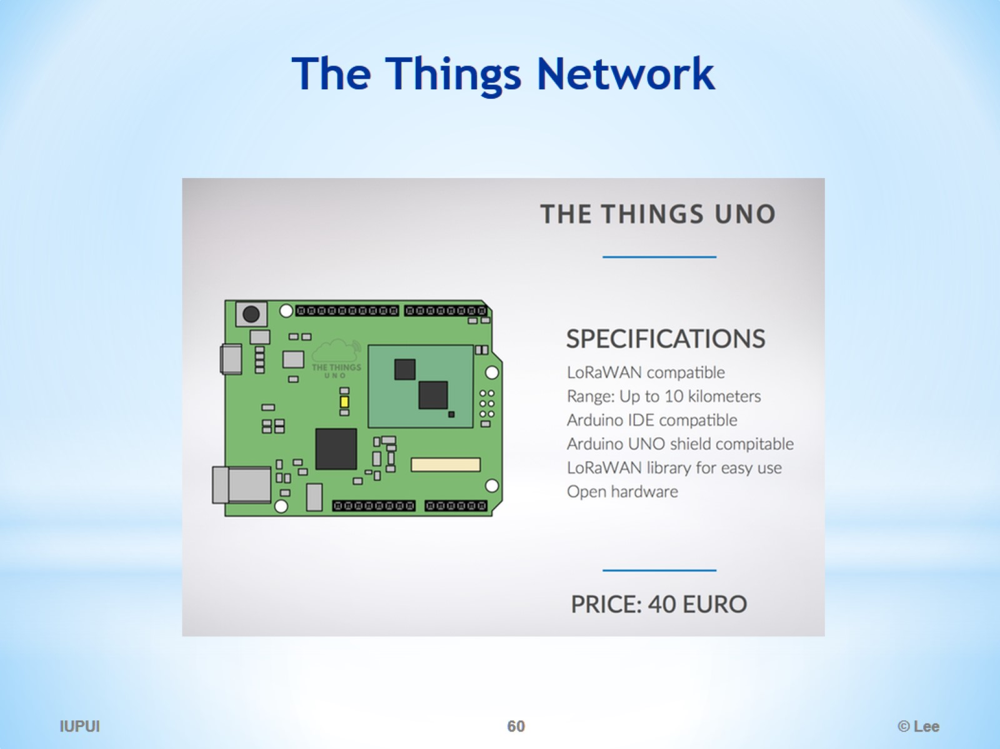 The Things Network
THE THINGS UNO
THE THINGS
UNO
SPECIFICATIONS
LoRaWAN compatible
Range: Up to 10 kilometers
Arduino IDE compatible
Arduino UNO shield compitable
LoRaWAN library for easy use
Open hardware
PRICE: 40 EURO
IUPUI
60
© Lee